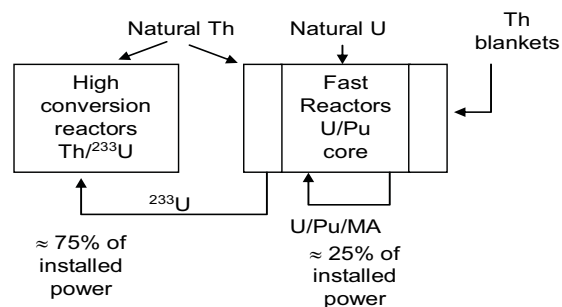 Natural Th
Natural U
Th
blankets
High
conversion
reactors
Th/²³³U
Fast
Reactors
U/Pu
core
²³³U
U/Pu/MA
≈ 75% of
installed
power
≈ 25% of
installed
power